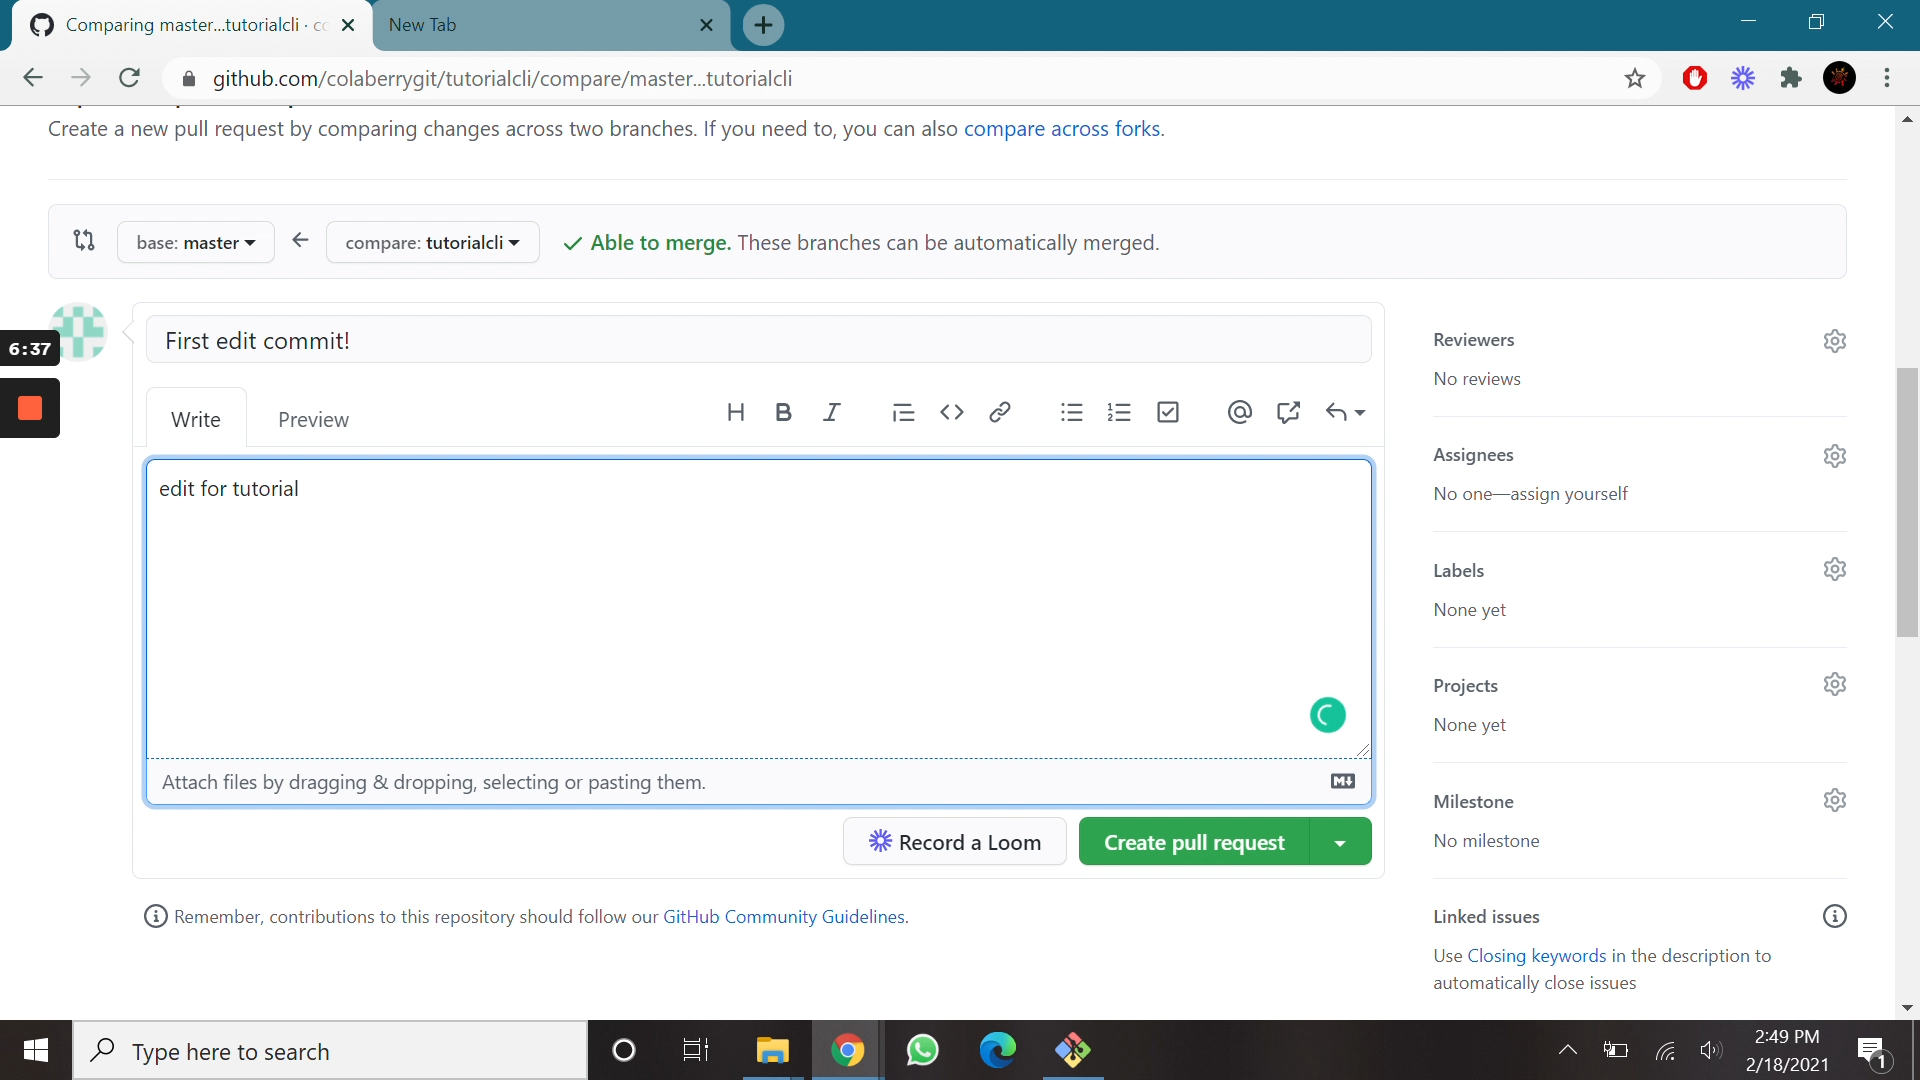 Comparing master...tutorialcli · co
New Tab
github.com/colaberrygit/tutorialcli/compare/master...tutorialcli
Create a new pull request by comparing changes across two branches. If you need to, you can also compare across forks.
base: master
compare: tutorialcli
Able to merge. These branches can be automatically merged.
6:37
First edit commit!
Write
Preview
edit for tutorial
Attach files by dragging & dropping, selecting or pasting them.
Record a Loom
Create pull request
Remember, contributions to this repository should follow our GitHub Community Guidelines.
Reviewers
No reviews
Assignees
No one—assign yourself
Labels
None yet
Projects
None yet
Milestone
No milestone
Linked issues
Use Closing keywords in the description to
automatically close issues
Type here to search
2:49 PM
2/18/2021
1